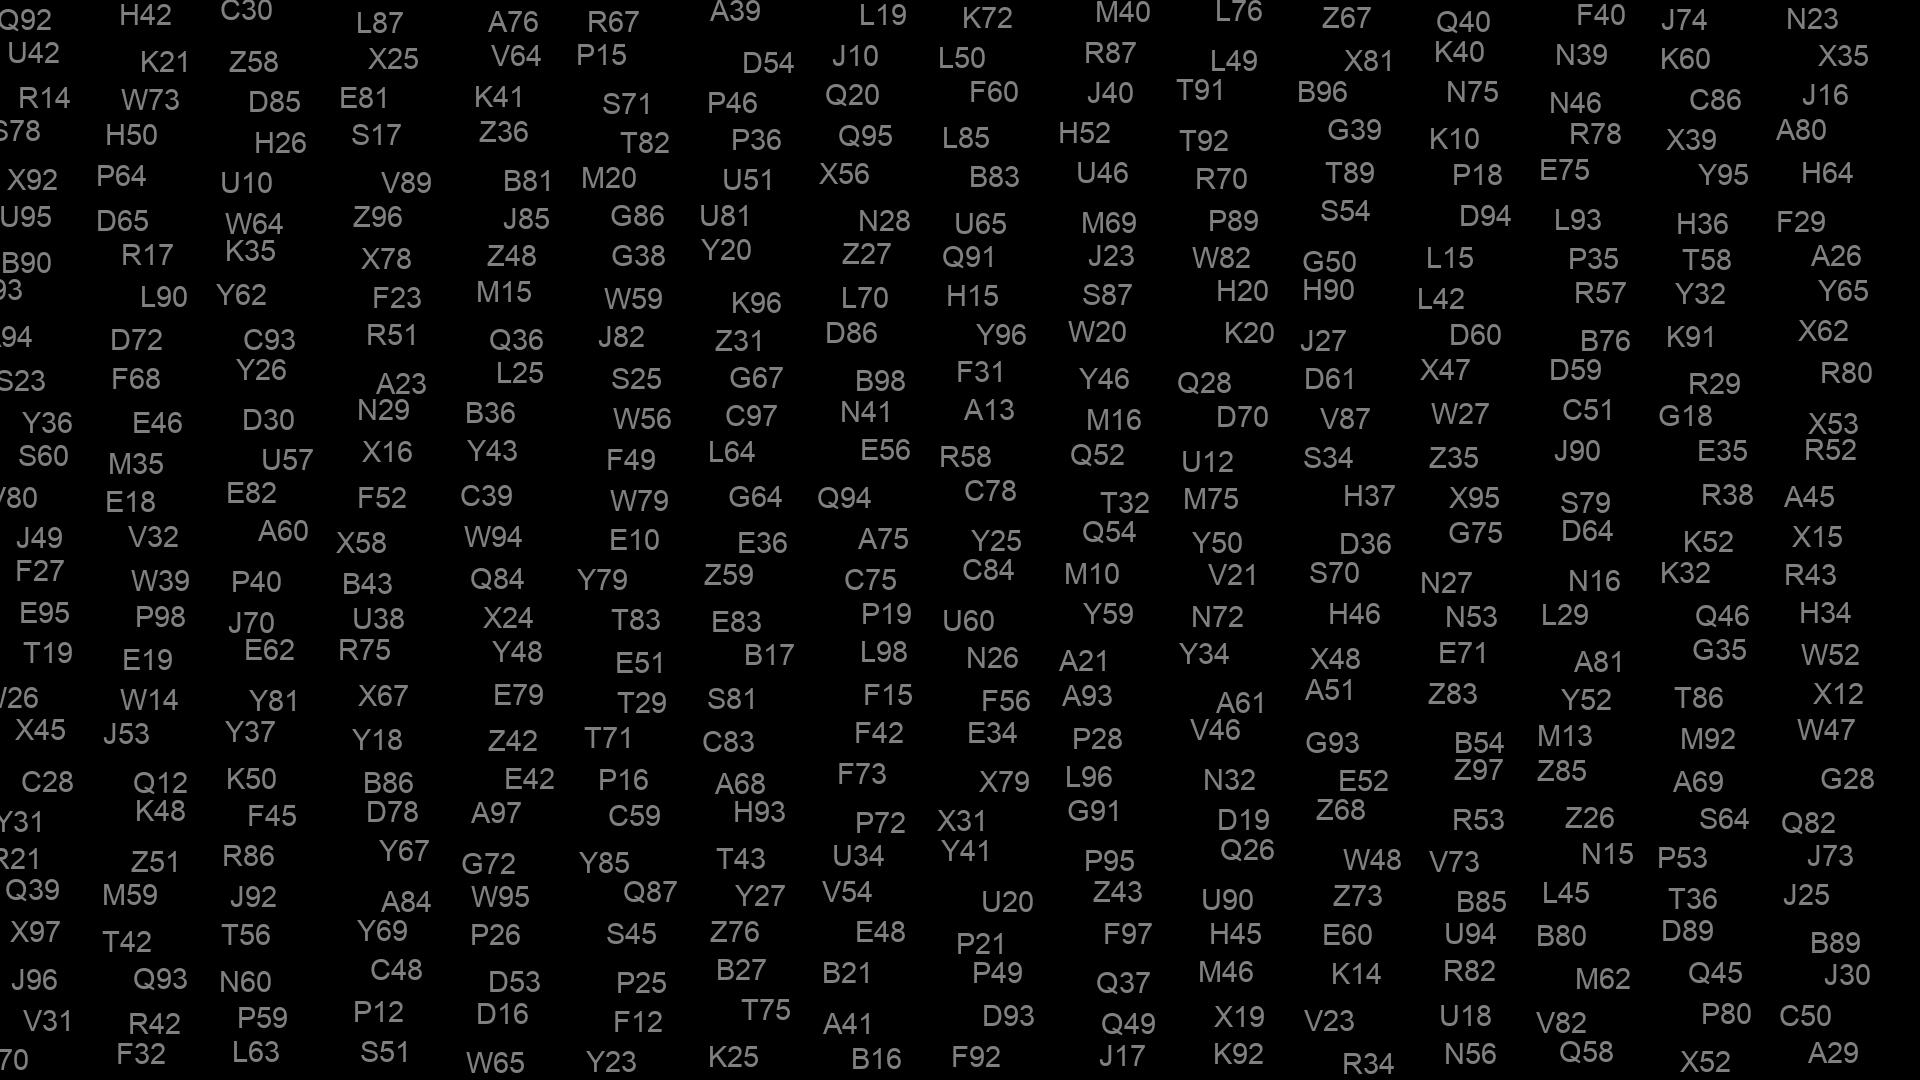 Q92 H42 C30 L87 A76 R67 A39 L19 K72 M40 L76 Z67 Q40 F40 J74 N23
U42 K21 Z58 X25 V64 P15 D54 J10 L50 R87 L49 X81 K40 N39 K60 X35
R14 W73 D85 E81 K41 S71 P46 Q20 F60 J40 T91 B96 N75 N46 C86 J16
S78 H50 H26 S17 Z36 T82 P36 Q95 L85 H52 T92 G39 K10 R78 X39 A80
X92 P64 U10 V89 B81 M20 U51 X56 B83 U46 R70 T89 P18 E75 Y95 H64
U95 D65 W64 Z96 J85 G86 U81 N28 U65 M69 P89 S54 D94 L93 H36 F29
B90 R17 K35 X78 Z48 G38 Y20 Z27 Q91 J23 W82 G50 L15 P35 T58 A26
93 L90 Y62 F23 M15 W59 K96 L70 H15 S87 H20 H90 L42 R57 Y32 Y65
94 D72 C93 R51 Q36 J82 Z31 D86 Y96 W20 K20 J27 D60 B76 K91 X62
S23 F68 Y26 A23 L25 S25 G67 B98 F31 Y46 Q28 D61 X47 D59 R29 R80
Y36 E46 D30 N29 B36 W56 C97 N41 A13 M16 D70 V87 W27 C51 G18 X53
S60 M35 U57 X16 Y43 F49 L64 E56 R58 Q52 U12 S34 Z35 J90 E35 R52
V80 E18 E82 F52 C39 W79 G64 Q94 C78 T32 M75 H37 X95 S79 R38 A45
J49 V32 A60 X58 W94 E10 E36 A75 Y25 Q54 Y50 D36 G75 D64 K52 X15
F27 W39 P40 B43 Q84 Y79 Z59 C75 C84 M10 V21 S70 N27 N16 K32 R43
E95 P98 J70 U38 X24 T83 E83 P19 U60 Y59 N72 H46 N53 L29 Q46 H34
T19 E19 E62 R75 Y48 E51 B17 L98 N26 A21 Y34 X48 E71 A81 G35 W52
W26 W14 Y81 X67 E79 T29 S81 F15 F56 A93 A61 A51 Z83 Y52 T86 X12
X45 J53 Y37 Y18 Z42 T71 C83 F42 E34 P28 V46 G93 B54 M13 M92 W47
C28 Q12 K50 B86 E42 P16 A68 F73 X79 L96 N32 E52 Z97 Z85 A69 G28
Y31 K48 F45 D78 A97 C59 H93 P72 X31 G91 D19 Z68 R53 Z26 S64 Q82
R21 Z51 R86 Y67 G72 Y85 T43 U34 Y41 P95 Q26 W48 V73 N15 P53 J73
Q39 M59 J92 A84 W95 Q87 Y27 V54 U20 Z43 U90 Z73 B85 L45 T36 J25
X97 T42 T56 Y69 P26 S45 Z76 E48 P21 F97 H45 E60 U94 B80 D89 B89
J96 Q93 N60 C48 D53 P25 B27 B21 P49 Q37 M46 K14 R82 M62 Q45 J30
V31 R42 P59 P12 D16 F12 T75 A41 D93 Q49 X19 V23 U18 V82 P80 C50
70 F32 L63 S51 W65 Y23 K25 B16 F92 J17 K92 R34 N56 Q58 X52 A29